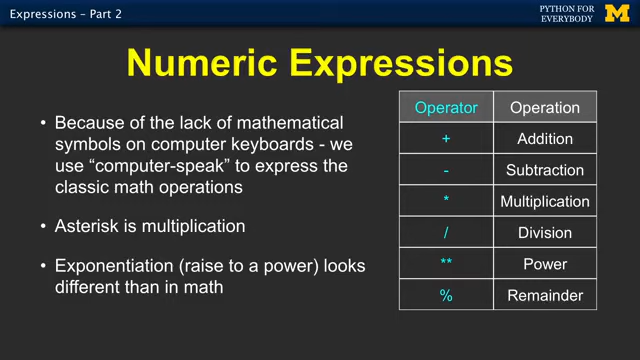 Expressions – Part 2
PYTHON FOR
EVERYBODY
M
Numeric Expressions
• Because of the lack of mathematical
symbols on computer keyboards - we
use “computer-speak” to express the
classic math operations
• Asterisk is multiplication
• Exponentiation (raise to a power) looks
different than in math
Operator Operation
+ Addition
- Subtraction
* Multiplication
/ Division
** Power
% Remainder